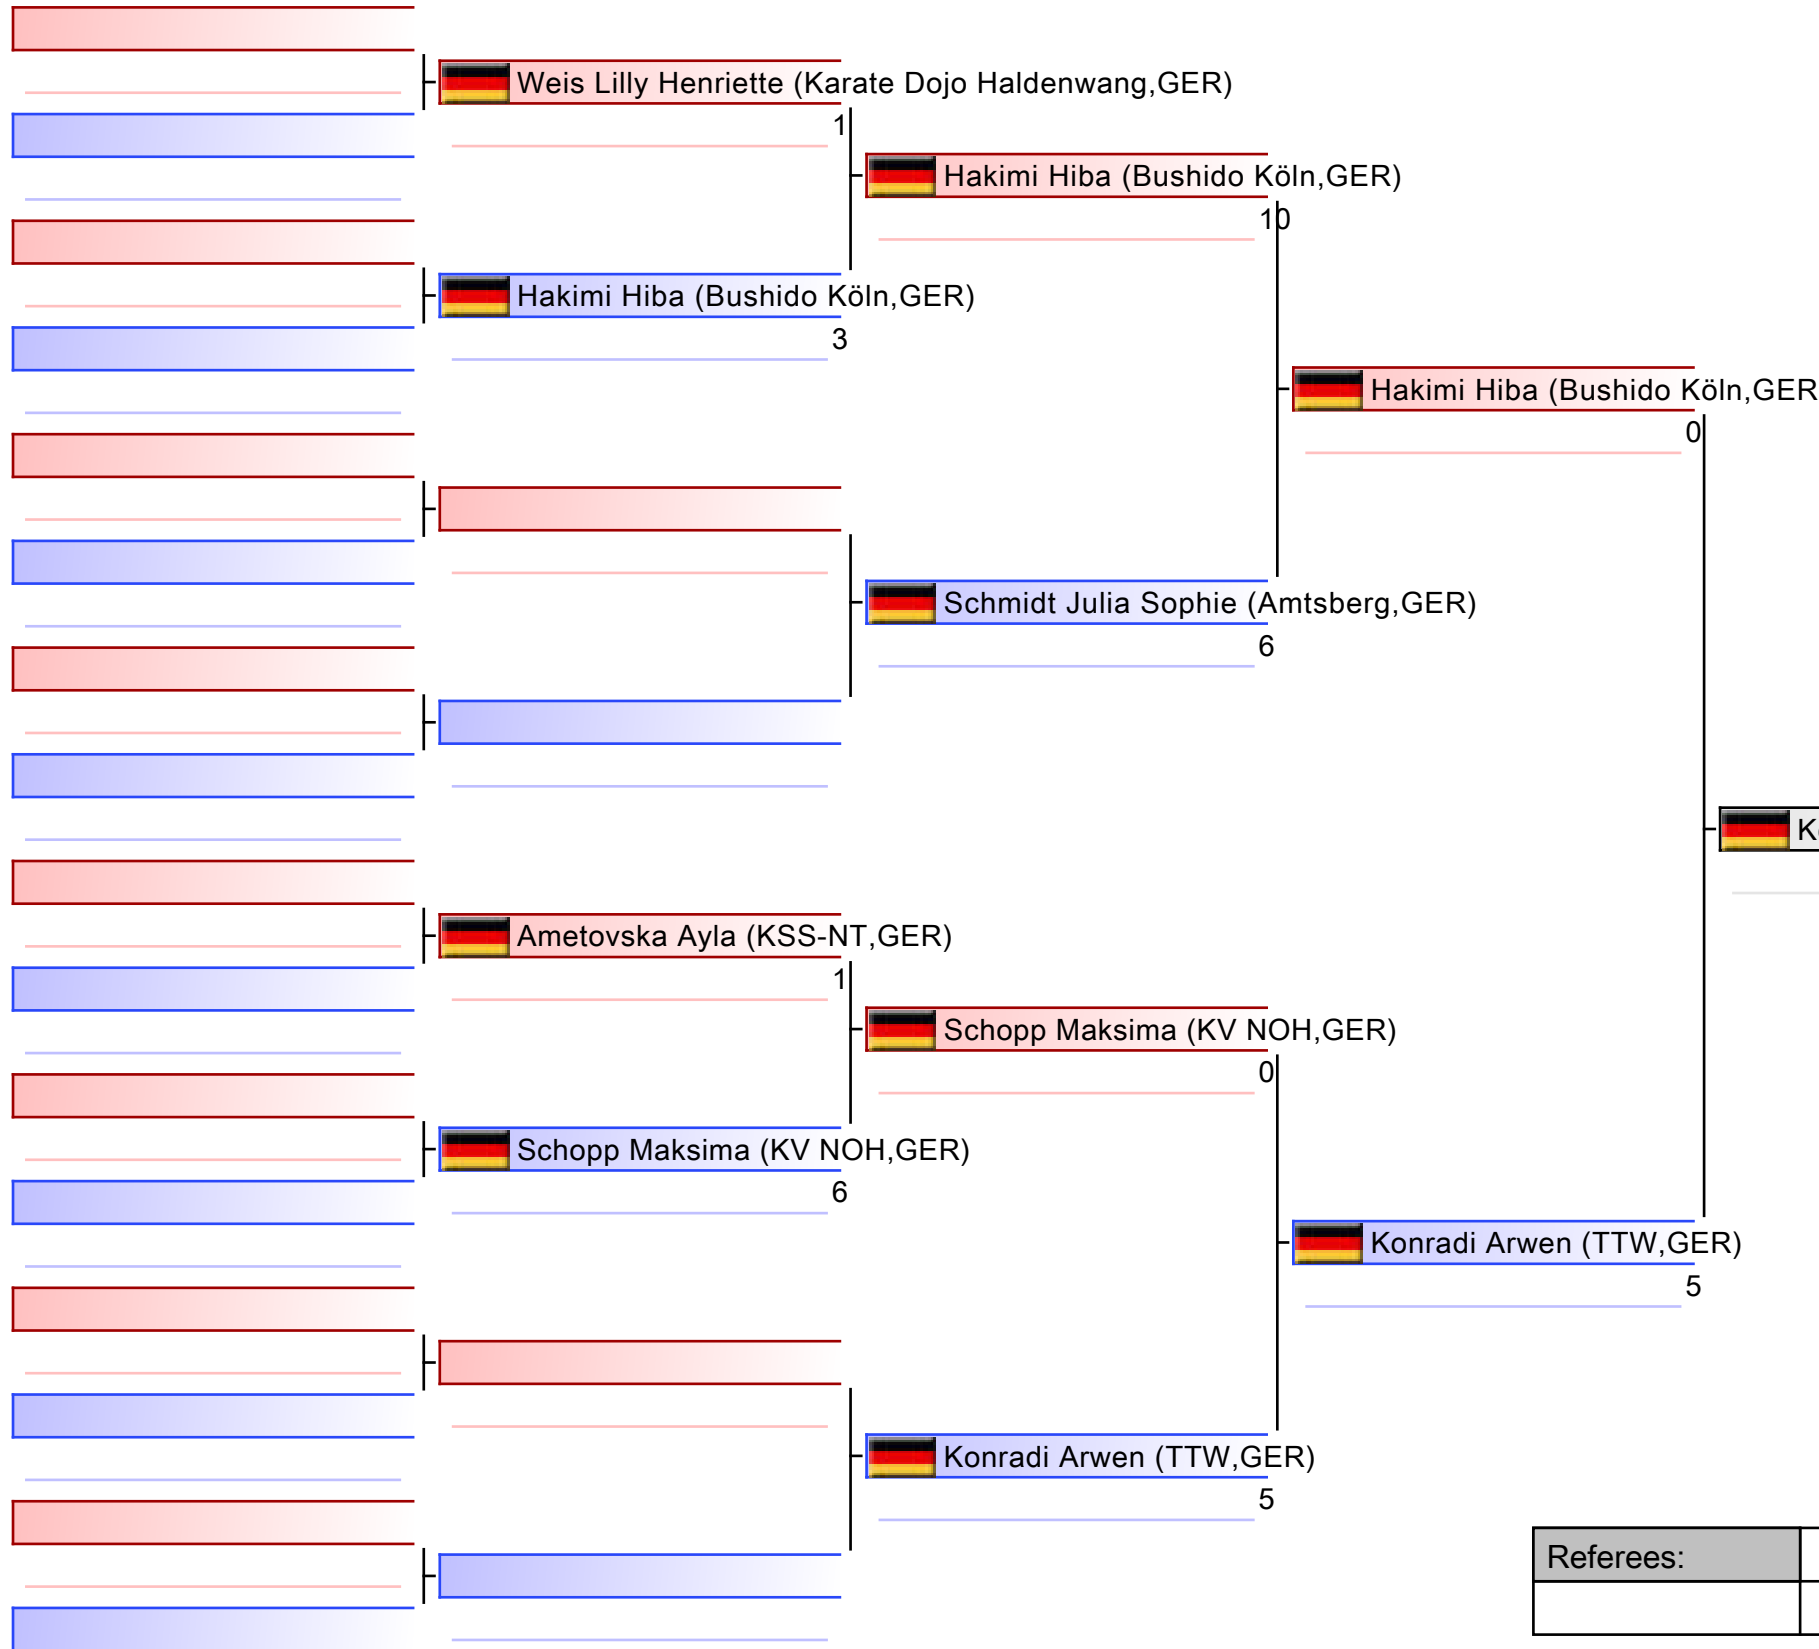 Weis Lilly Henriette (Karate Dojo Haldenwang,GER)
1
Hakimi Hiba (Bushido Köln,GER)
10
Hakimi Hiba (Bushido Köln,GER)
3
Hakimi Hiba (Bushido Köln,GER
0
Schmidt Julia Sophie (Amtsberg,GER)
6
Ametovska Ayla (KSS-NT,GER)
1
Schopp Maksima (KV NOH,GER)
0
Schopp Maksima (KV NOH,GER)
6
Konradi Arwen (TTW,GER)
5
Konradi Arwen (TTW,GER)
5
Referees: